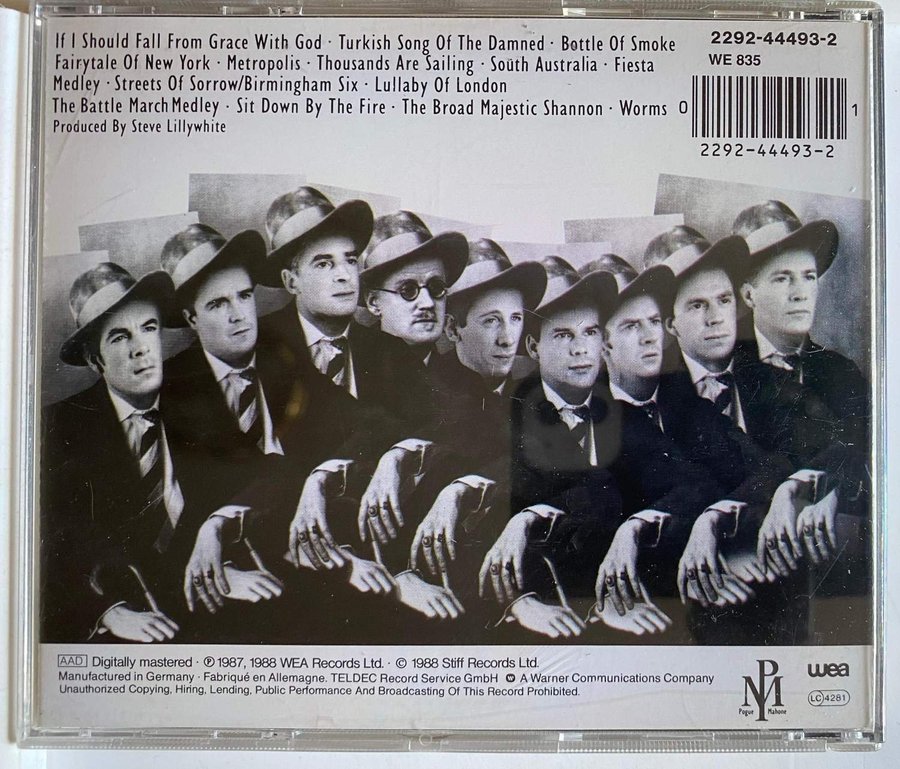 If I Should Fall From Grace With God · Turkish Song Of The Damned · Bottle Of Smoke
Fairytale Of New York · Metropolis · Thousands Are Sailing · South Australia · Fiesta
Medley · Streets Of Sorrow/Birmingham Six · Lullaby Of London
The Battle March Medley · Sit Down By The Fire · The Broad Majestic Shannon · Worms
Produced By Steve Lillywhite
2292-44493-2
WE 835
0 1
2292-44493-2
AAD Digitally mastered · ℗ 1987, 1988 WEA Records Ltd. · © 1988 Stiff Records Ltd.
Manufactured in Germany · Fabriqué en Allemagne. TELDEC Record Service GmbH A Warner Communications Company
Unauthorized Copying, Hiring, Lending, Public Performance And Broadcasting Of This Record Prohibited.
PM
Pogue Mahone
wea
LC 4281